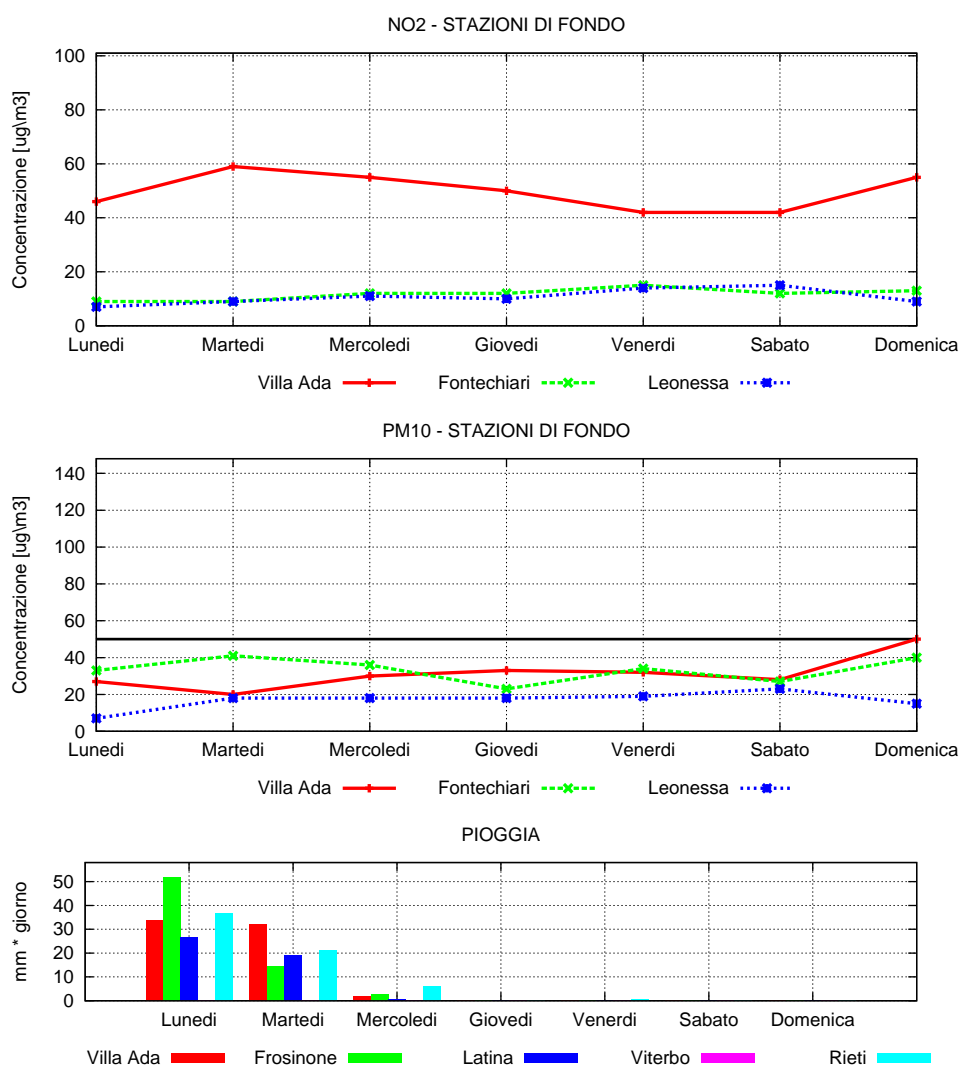 NO2 - STAZIONI DI FONDO
Concentrazione [ug\m3]
100
80
60
40
20
0
Lunedi Martedi Mercoledi Giovedi Venerdi Sabato Domenica
Villa Ada Fontechiari Leonessa
PM10 - STAZIONI DI FONDO
Concentrazione [ug\m3]
140
120
100
80
60
40
20
0
Lunedi Martedi Mercoledi Giovedi Venerdi Sabato Domenica
Villa Ada Fontechiari Leonessa
PIOGGIA
mm * giorno
50
40
30
20
10
0
Lunedi Martedi Mercoledi Giovedi Venerdi Sabato Domenica
Villa Ada Frosinone Latina Viterbo Rieti